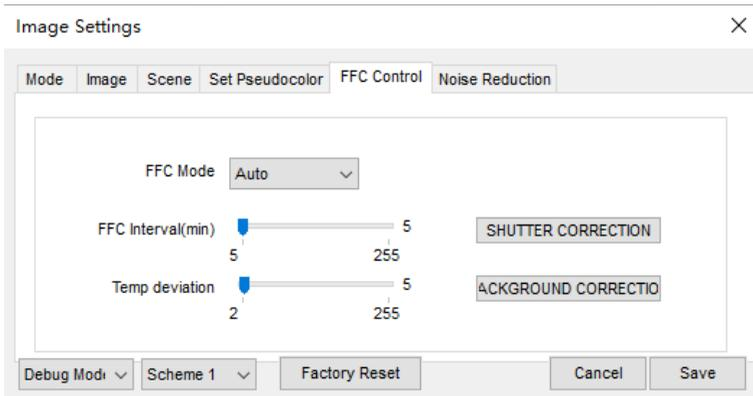 Image Settings
Mode Image Scene Set Pseudocolor FFC Control Noise Reduction
FFC Mode Auto
FFC Interval(min) 5 SHUTTER CORRECTION
5 255
Temp deviation 5 ACKGROUND CORRECTIO
2 255
Debug Mod Scheme 1 Factory Reset Cancel Save